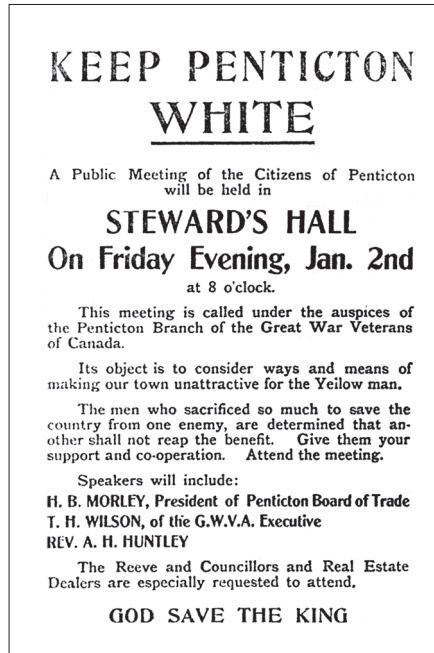 KEEP PENTICTON
WHITE
A Public Meeting of the Citizens of Penticton
will be held in
STEWARD'S HALL
On Friday Evening, Jan. 2nd
at 8 o'clock.
This meeting is called under the auspices of
the Penticton Branch of the Great War Veterans
of Canada.
Its object is to consider ways and means of
making our town unattractive for the Yellow man.
The men who sacrificed so much to save the
country from one enemy, are determined that an-
other shall not reap the benefit. Give them your
support and co-operation. Attend the meeting.
Speakers will include:
H. B. MORLEY, President of Penticton Board of Trade
T. H. WILSON, of the G.W.V.A. Executive
REV. A. H. HUNTLEY
The Reeve and Councillors and Real Estate
Dealers are especially requested to attend.
GOD SAVE THE KING